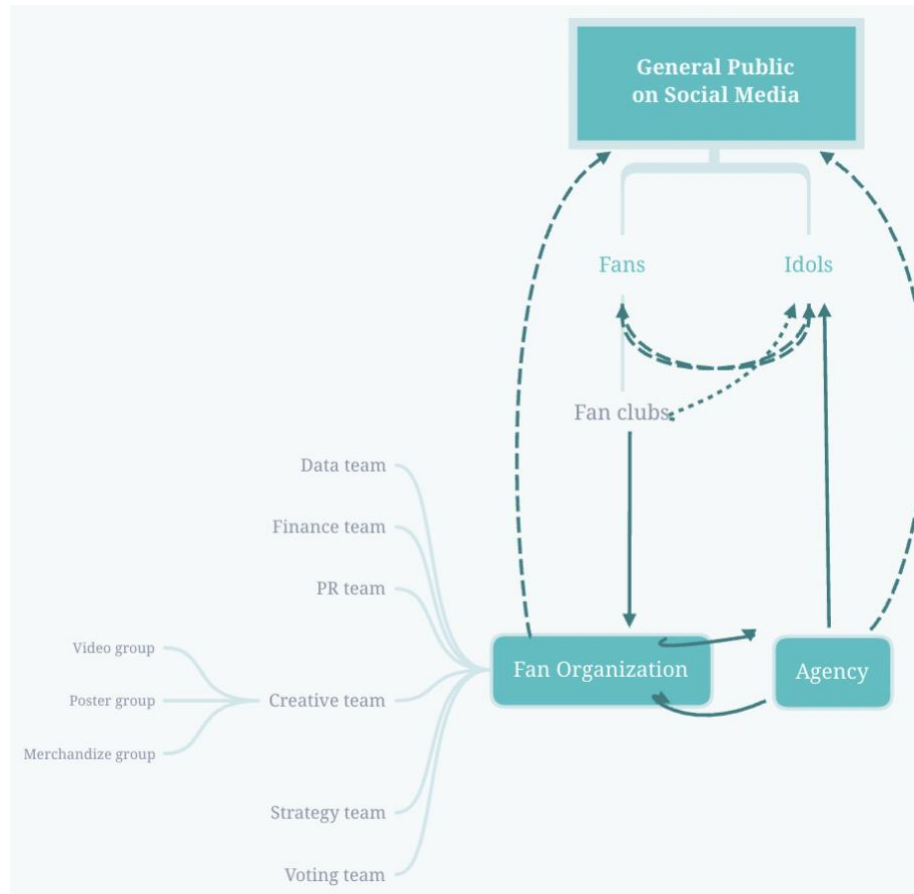 General Public
on Social Media
Fans
Idols
Fan clubs
Data team
Finance team
PR team
Video group
Poster group
Merchandize group
Creative team
Fan Organization
Agency
Strategy team
Voting team